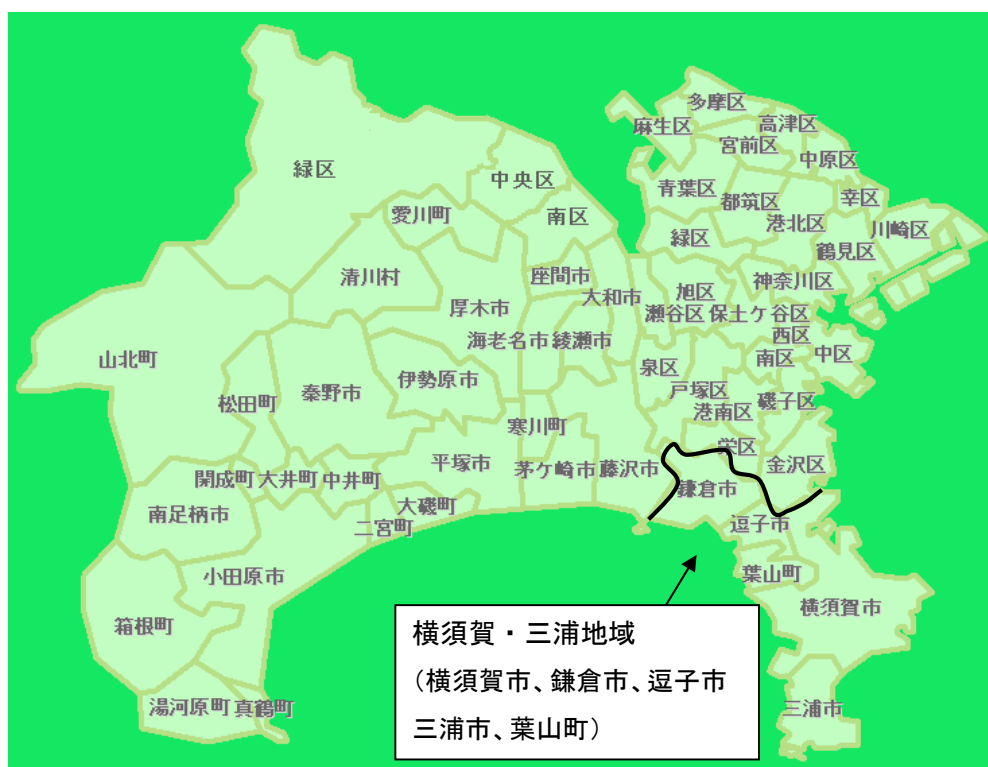 多摩区
麻生区
高津区
宮前区
中原区
緑区
中央区
青葉区
都筑区
幸区
愛川町
南区
緑区
港北区
川崎区
鶴見区
清川村
座間市
大和市
旭区
神奈川区
厚木市
瀬谷区
保土ケ谷区
海老名市
綾瀬市
西区
山北町
泉区
南区
中区
伊勢原市
秦野市
戸塚区
松田町
港南区
磯子区
寒川町
栄区
平塚市
茅ケ崎市
藤沢市
金沢区
開成町
大井町
中井町
鎌倉市
南足柄市
大磯町
二宮町
逗子市
小田原市
葉山町
横須賀市
箱根町
湯河原町
真鶴町
三浦市
横須賀・三浦地域
（横須賀市、鎌倉市、逗子市
三浦市、葉山町）